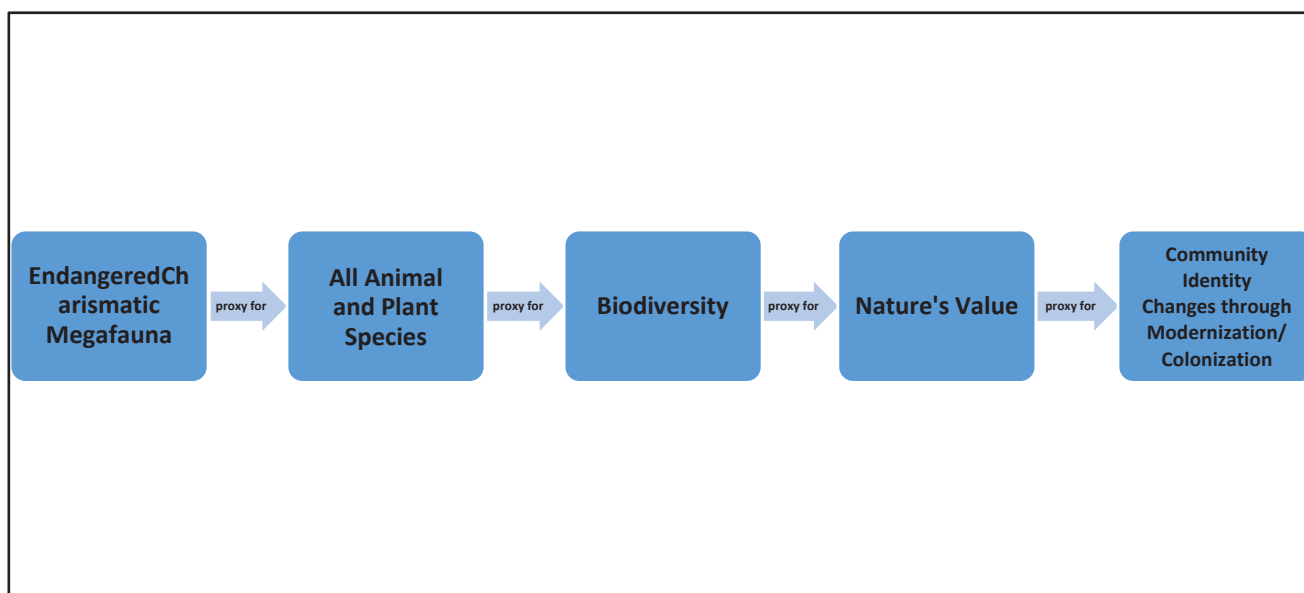 EndangeredCh
arismatic
Megafauna
proxy for
All Animal
and Plant
Species
proxy for
Biodiversity
proxy for
Nature's Value
proxy for
Community
Identity
Changes through
Modernization/
Colonization